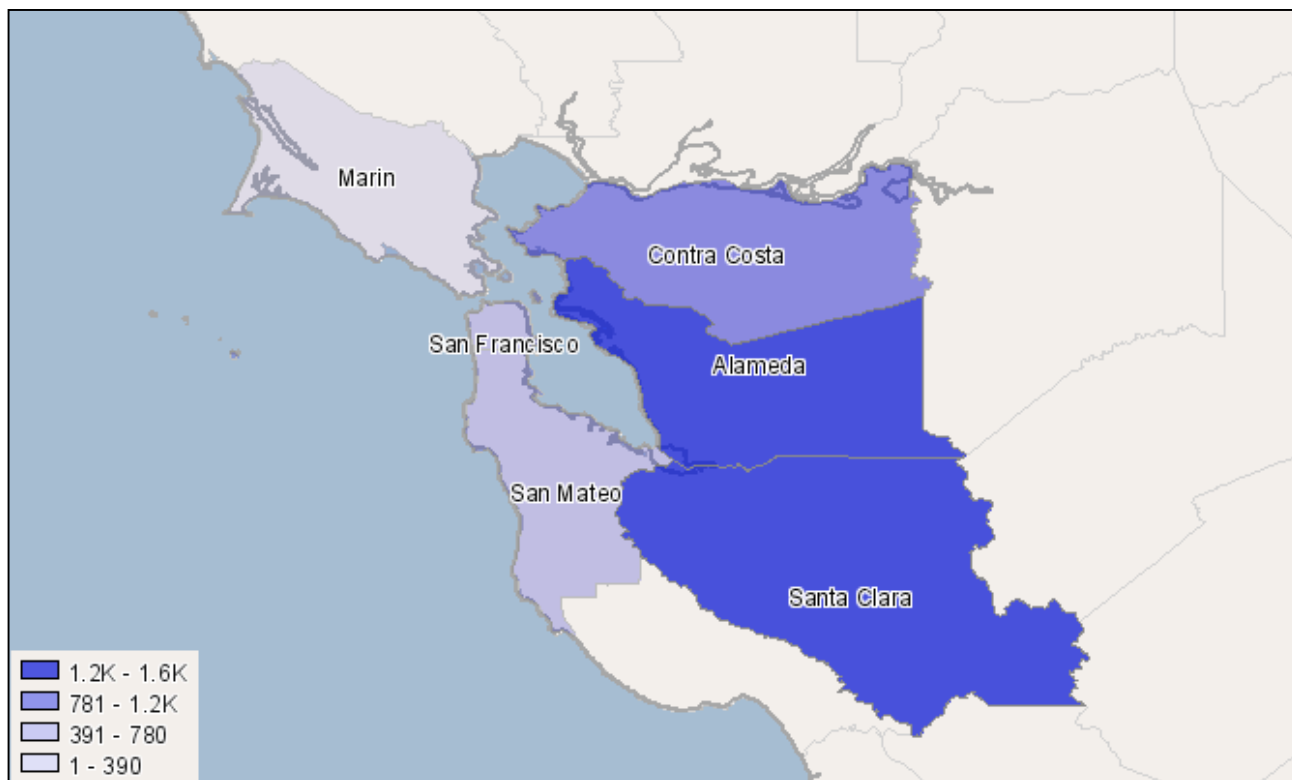 Marin
Contra Costa
San Francisco
Alameda
San Mateo
Santa Clara
1.2K - 1.6K
781 - 1.2K
391 - 780
1 - 390